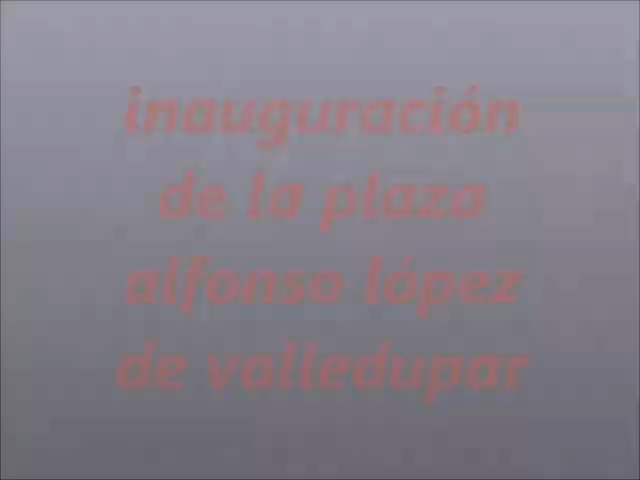 inauguración
de la plaza
alfonso lópez
de valledupar